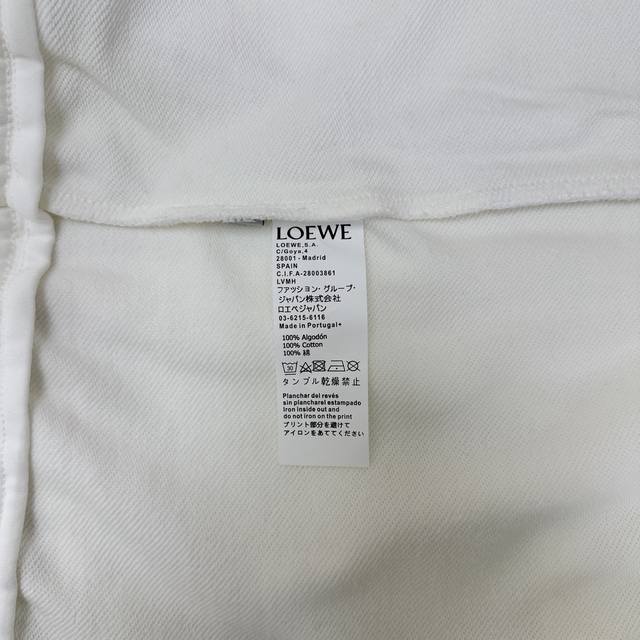 LOEWE
LOEWE,S.A.
C/Goya,4
28001-Madrid
SPAIN
C.I.F.A-28003861
LVMH
ファツション・グループ・
ジャパン株式会社
ロエベジャパン
03-6215-6116
Made in Portugal+
100% Algodón
100% Cotton
100% 綿
30
タンブル乾燥禁止
Planchar del revés
sin plancharel estampado
Iron inside out and
do not iron on the print
プリント部分を避けて
アイロンをあててください